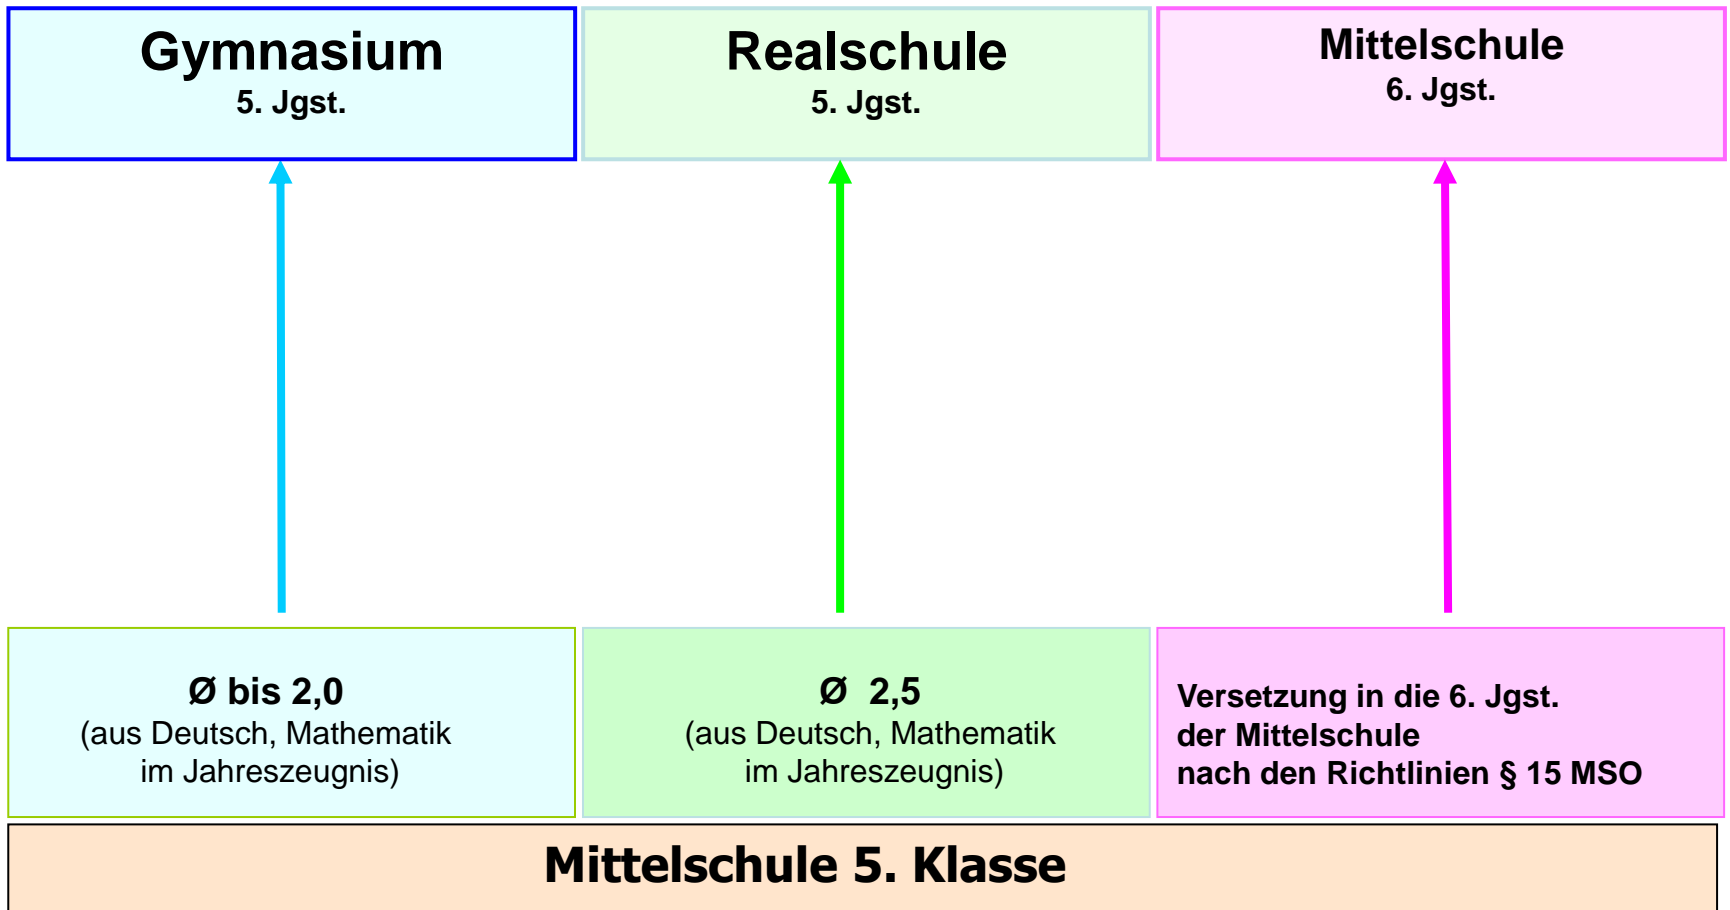 Gymnasium
5. Jgst.
Realschule
5. Jgst.
Mittelschule
6. Jgst.
Ø bis 2,0
(aus Deutsch, Mathematik
im Jahreszeugnis)
Ø 2,5
(aus Deutsch, Mathematik
im Jahreszeugnis)
Versetzung in die 6. Jgst.
der Mittelschule
nach den Richtlinien § 15 MSO
Mittelschule 5. Klasse